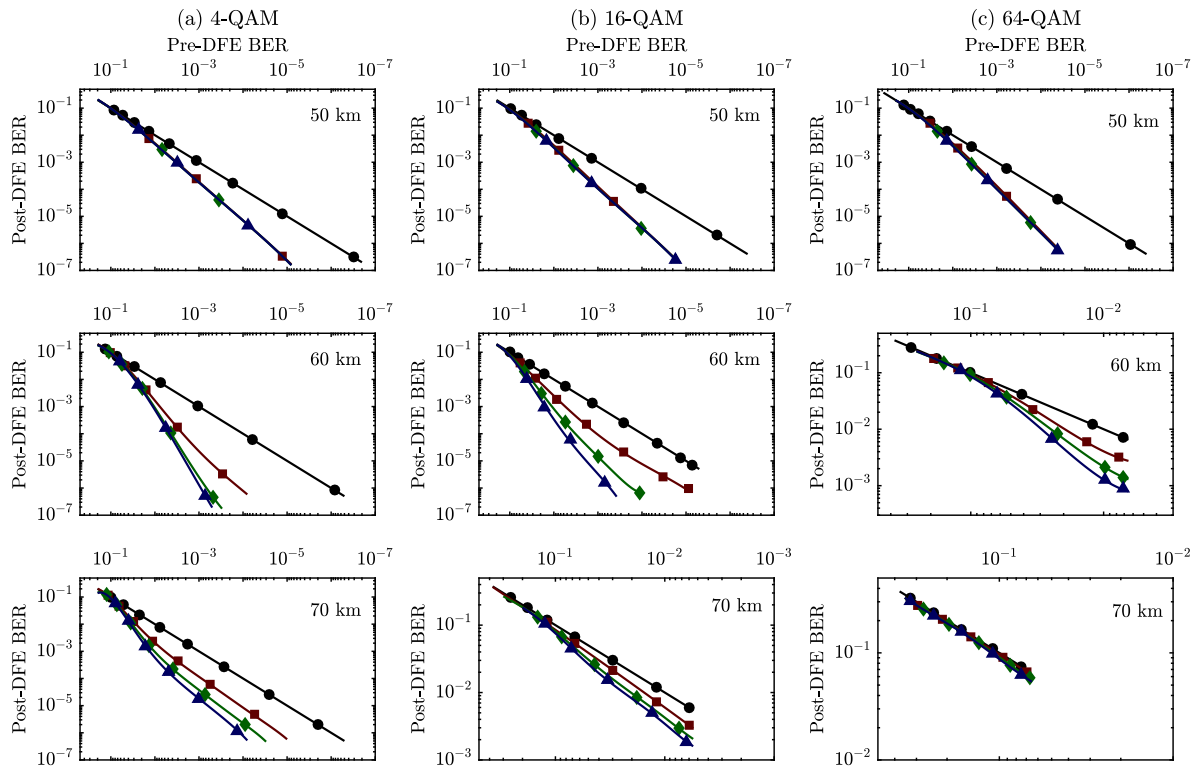 (a) 4-QAM (b) 16-QAM (c) 64-QAM
Pre-DFE BER Pre-DFE BER Pre-DFE BER
10⁻¹ 10⁻³ 10⁻⁵ 10⁻⁷ 10⁻¹ 10⁻³ 10⁻⁵ 10⁻⁷ 10⁻¹ 10⁻³ 10⁻⁵ 10⁻⁷
Post-DFE BER
10⁻¹
10⁻³
10⁻⁵
10⁻⁷
50 km
Post-DFE BER
10⁻¹
10⁻³
10⁻⁵
10⁻⁷
50 km
Post-DFE BER
10⁻¹
10⁻³
10⁻⁵
10⁻⁷
50 km
10⁻¹ 10⁻³ 10⁻⁵ 10⁻⁷ 10⁻¹ 10⁻³ 10⁻⁵ 10⁻⁷ 10⁻¹ 10⁻²
Post-DFE BER
10⁻¹
10⁻³
10⁻⁵
10⁻⁷
60 km
Post-DFE BER
10⁻¹
10⁻³
10⁻⁵
10⁻⁷
60 km
Post-DFE BER
10⁻¹
10⁻²
10⁻³
60 km
10⁻¹ 10⁻³ 10⁻⁵ 10⁻⁷ 10⁻¹ 10⁻² 10⁻³ 10⁻¹ 10⁻²
Post-DFE BER
10⁻¹
10⁻³
10⁻⁵
10⁻⁷
70 km
Post-DFE BER
10⁻¹
10⁻²
10⁻³
70 km
Post-DFE BER
10⁻¹
10⁻²
70 km